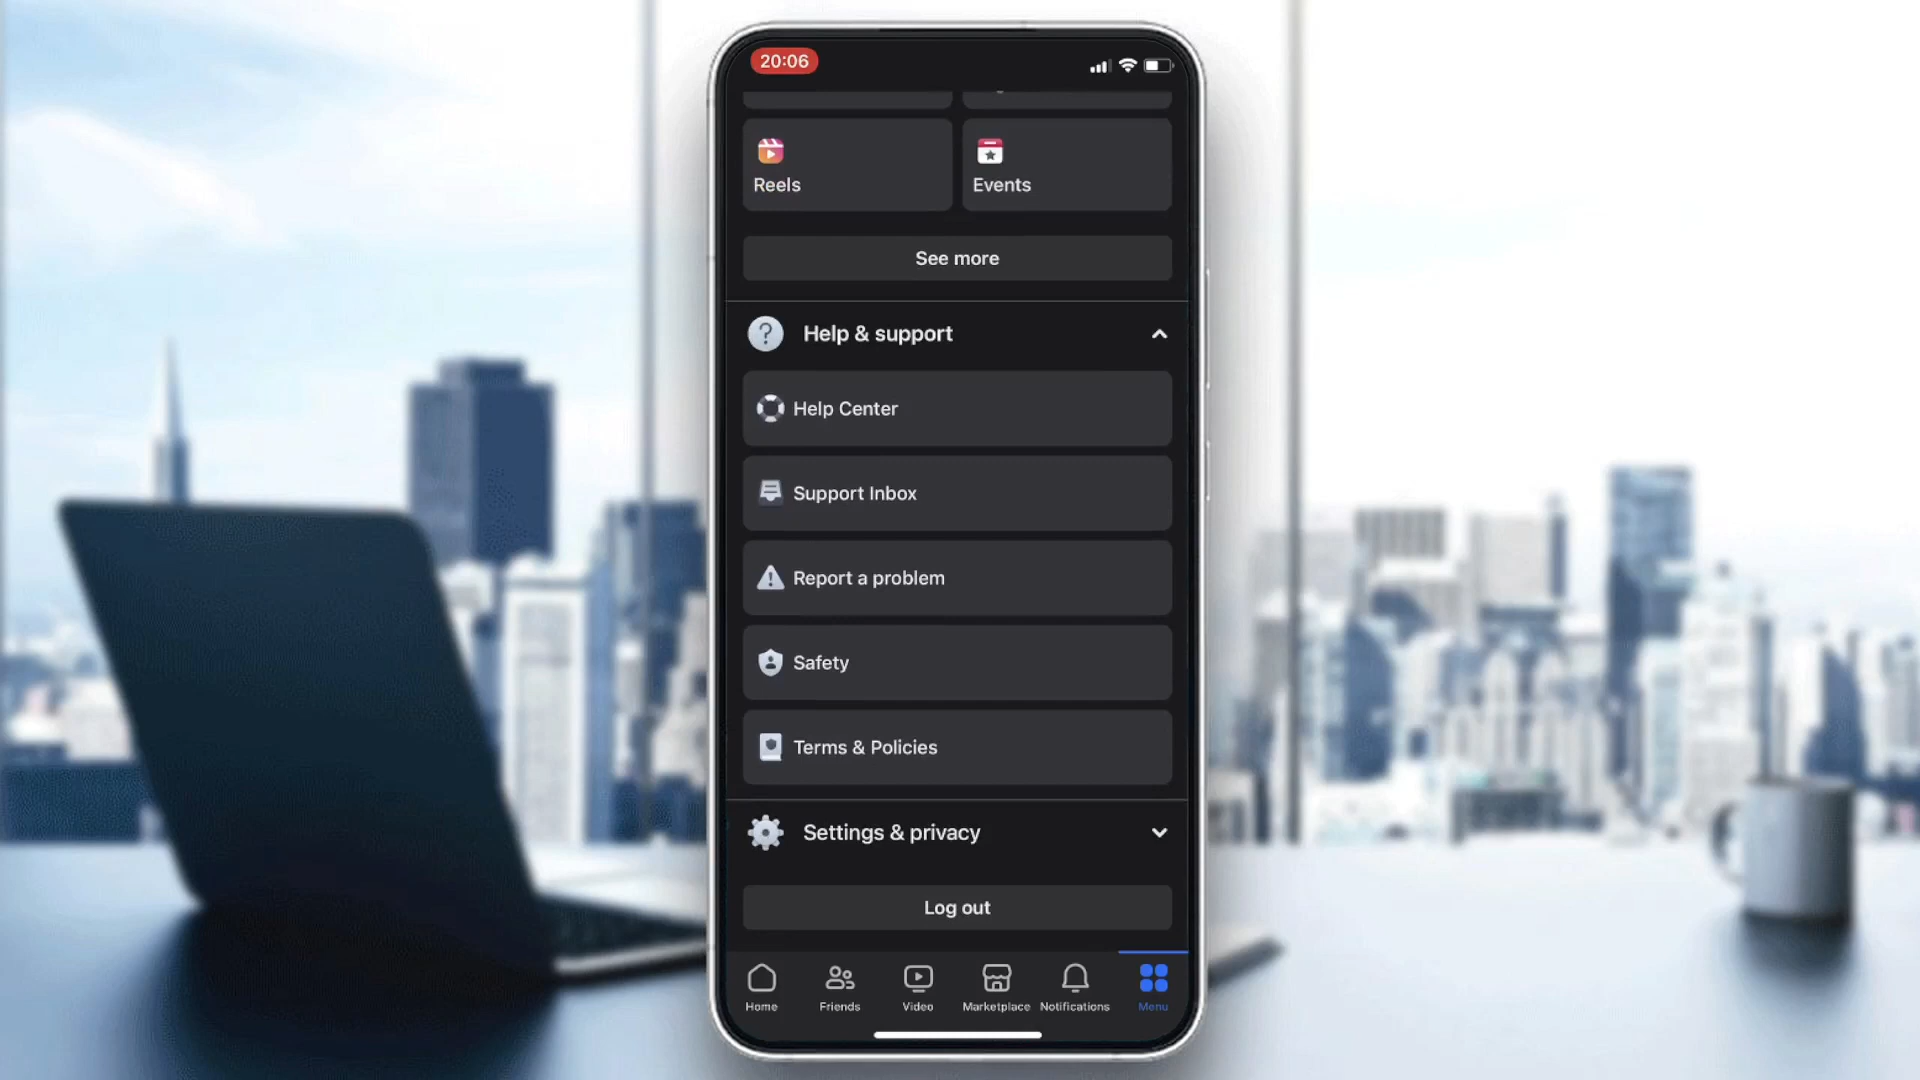 20:06
Reels
Events
See more
Help & support
Help Center
Support Inbox
Report a problem
Safety
Terms & Policies
Settings & privacy
Log out
Home
Friends
Video
Marketplace
Notifications
Menu